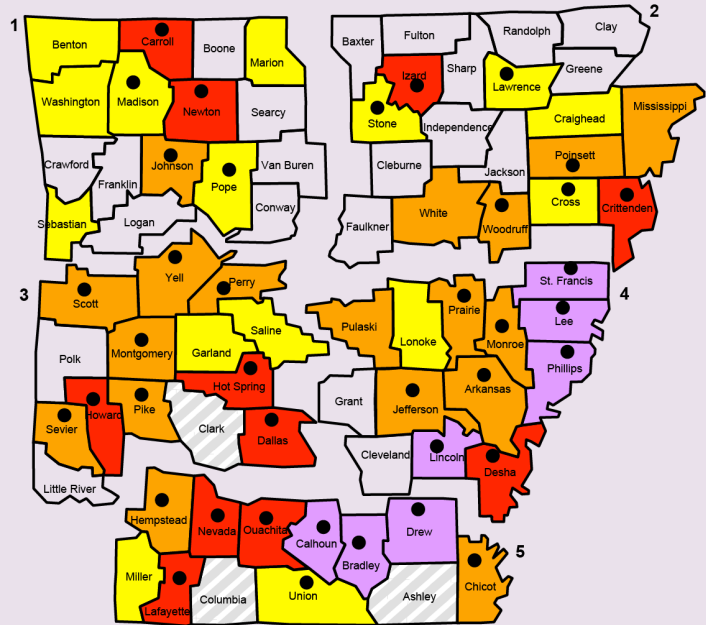 1
Benton
Carroll
Boone
Marion
Washington
Madison
Newton
Searcy
Crawford
Franklin
Johnson
Pope
Van Buren
Sebastian
Logan
Conway
2
Baxter
Fulton
Randolph
Clay
Izard
Sharp
Lawrence
Greene
Mississippi
Stone
Independence
Craighead
Cleburne
Jackson
Poinsett
Faulkner
White
Woodruff
Cross
Crittenden
3
Scott
Yell
Perry
Polk
Montgomery
Garland
Saline
Hot Spring
Howard
Pike
Sevier
Clark
Dallas
Little River
4
St. Francis
Lee
Pulaski
Lonoke
Prairie
Monroe
Phillips
Grant
Jefferson
Arkansas
Cleveland
Lincoln
Desha
5
Hempstead
Nevada
Ouachita
Calhoun
Bradley
Drew
Miller
Lafayette
Columbia
Union
Ashley
Chicot